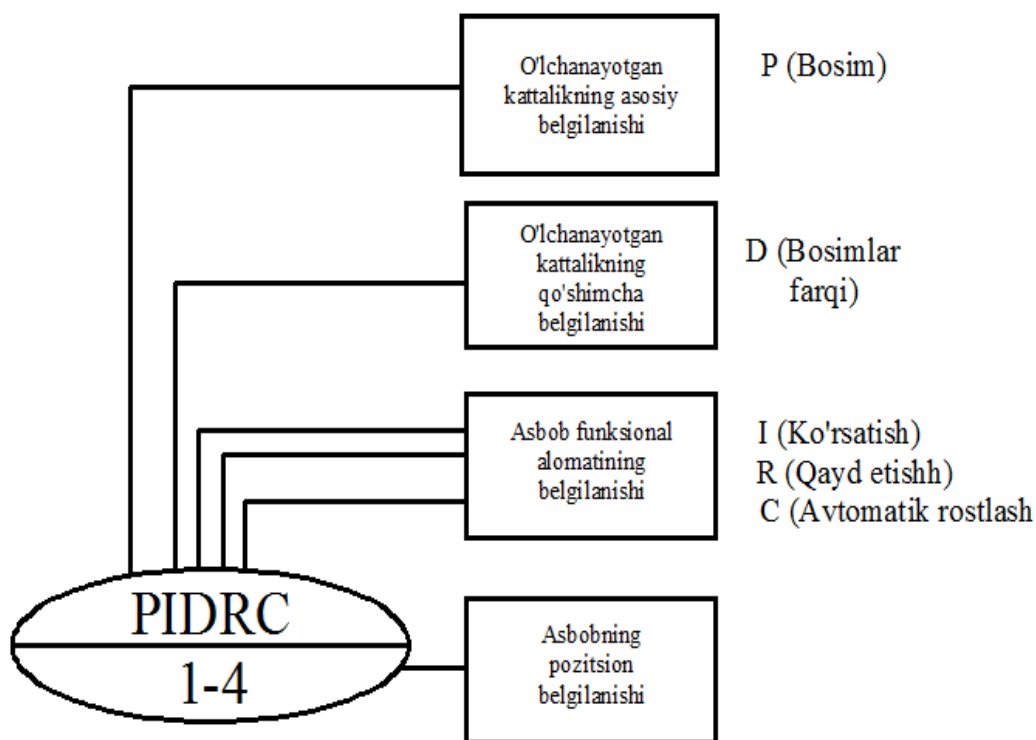 O'lchanayotgan
kattalikning asosiy
belgilanishi
P (Bosim)
O'lchanayotgan
kattalikning
qo'shimcha
belgilanishi
D (Bosimlar
farqi)
Asbob funksional
alomatining
belgilanishi
I (Ko'rsatish)
R (Qayd etishh)
C (Avtomatik rostlash
PIDRC
1-4
Asbobning
pozitsion
belgilanishi